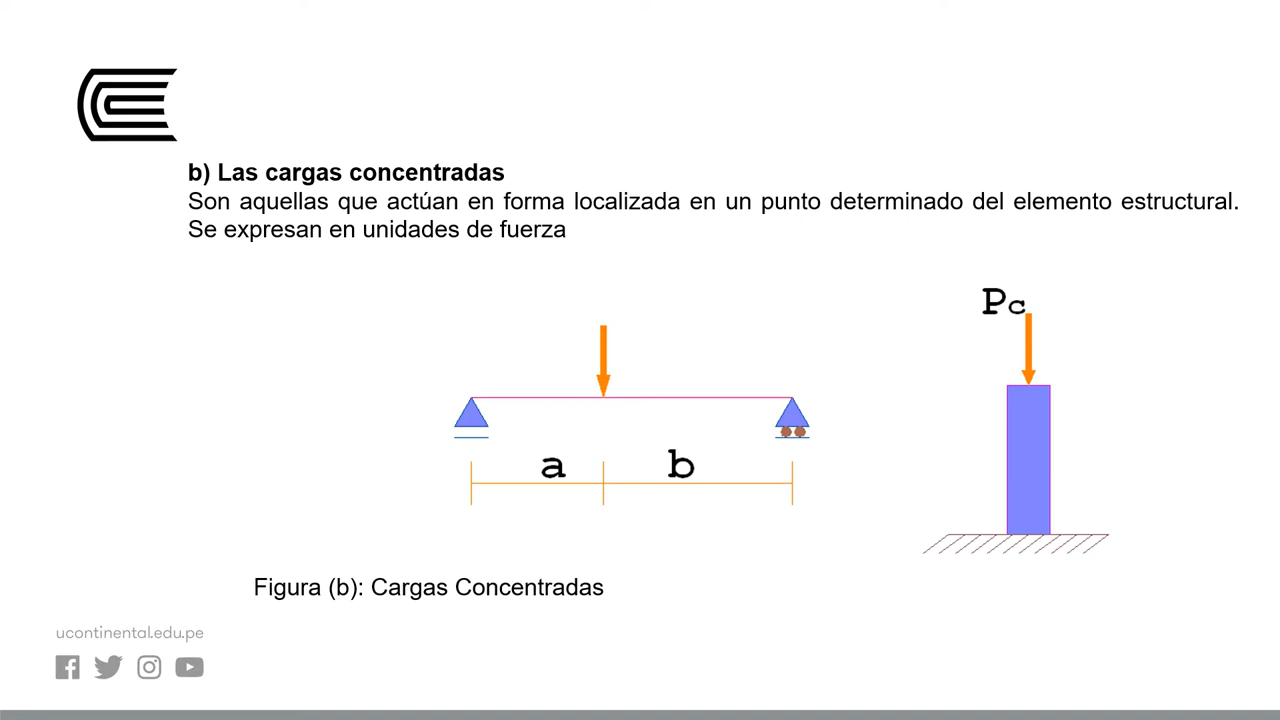 b) Las cargas concentradas
Son aquellas que actúan en forma localizada en un punto determinado del elemento estructural.
Se expresan en unidades de fuerza
Pc
a b
Figura (b): Cargas Concentradas
ucontinental.edu.pe